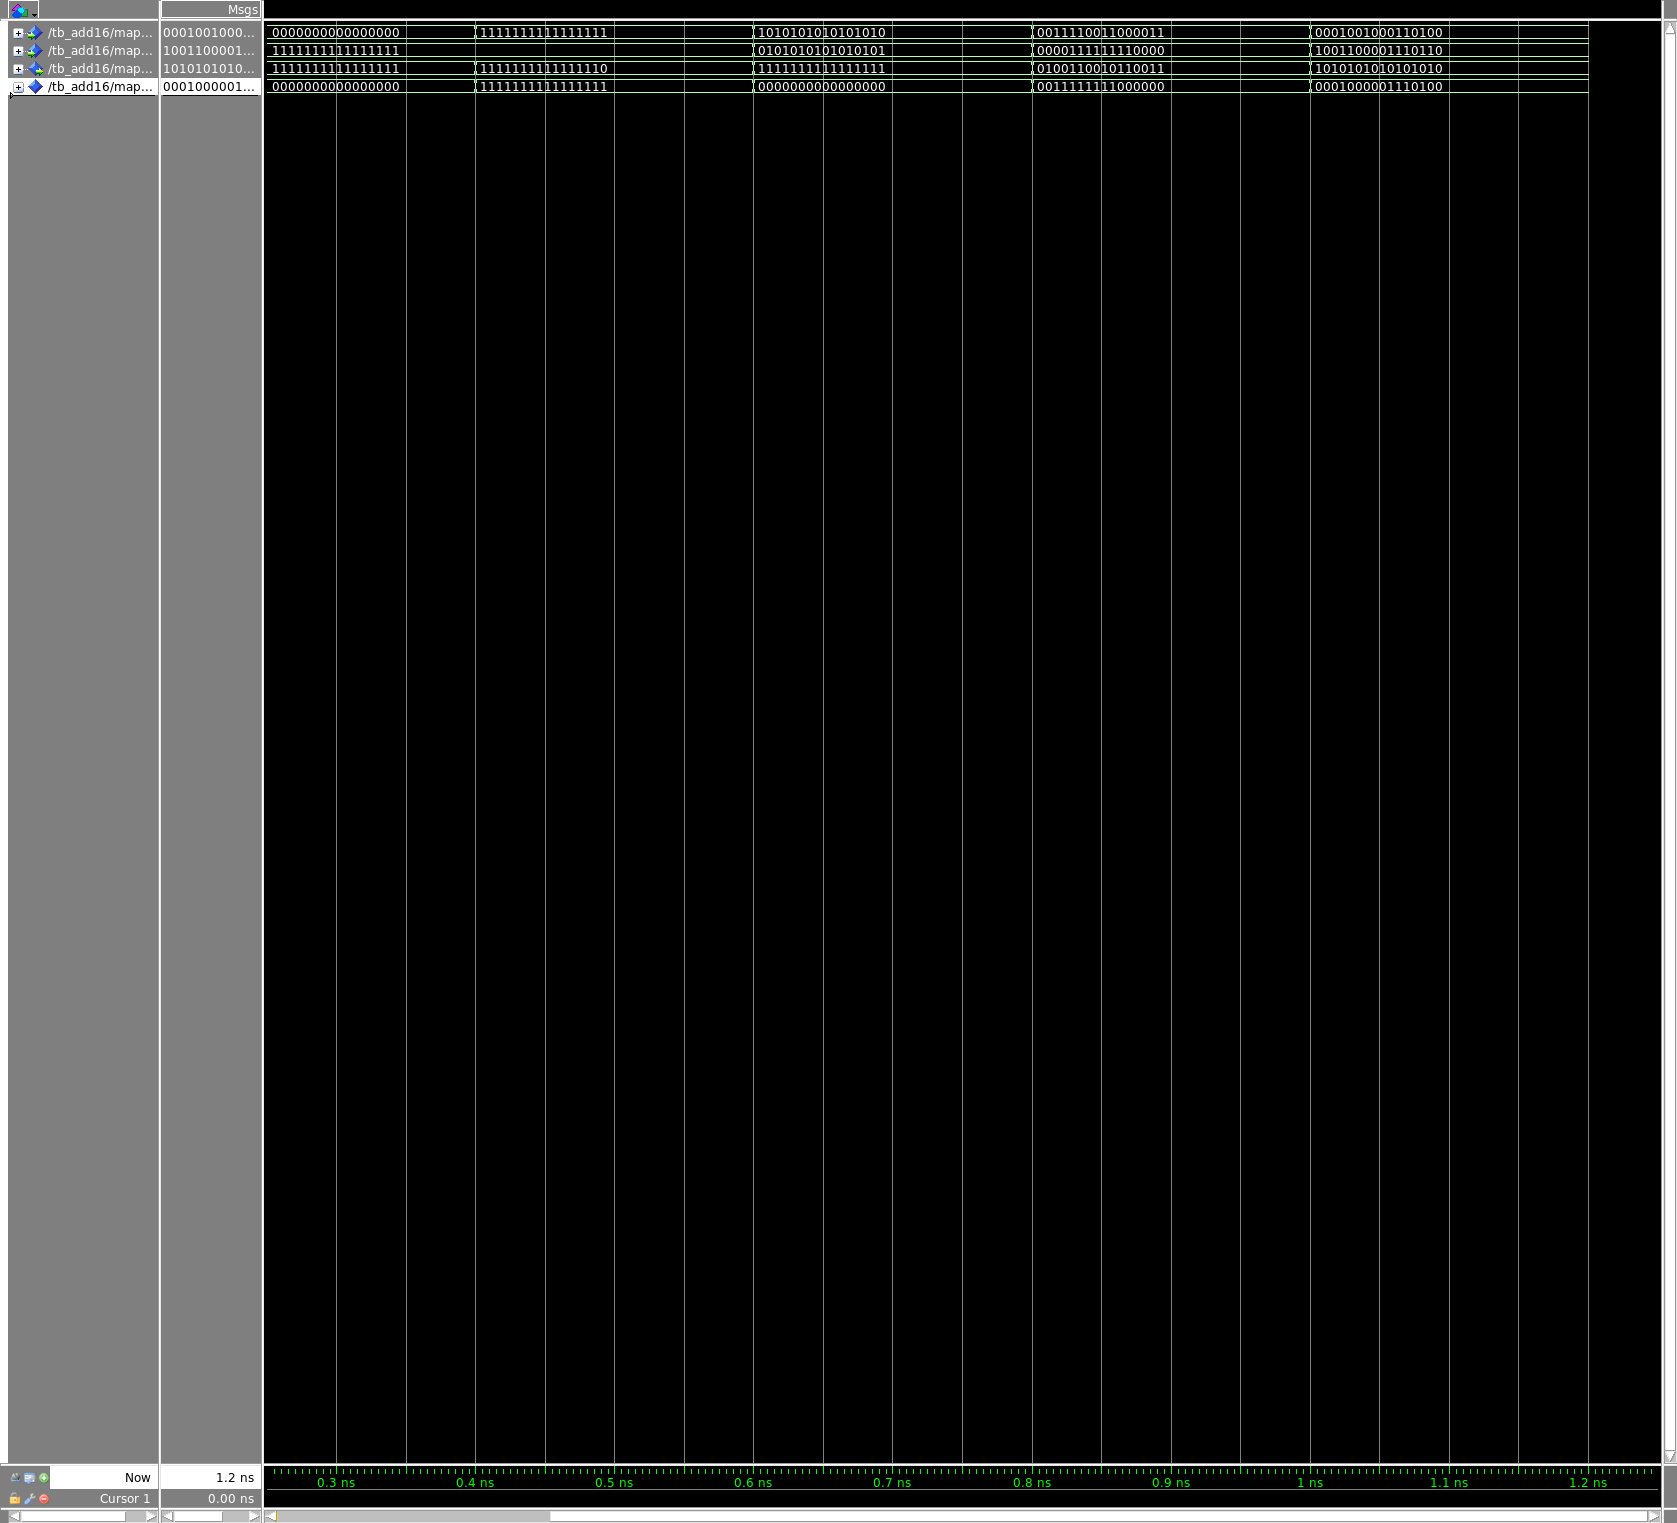 Msgs
/tb_add16/map... 0001001000... 0000000000000000 1111111111111111 1010101010101010 0011110011000011 0001001000110100
/tb_add16/map... 1001100001... 1111111111111111 0101010101010101 0000111111110000 1001100001110110
/tb_add16/map... 1010101010... 1111111111111111 1111111111111110 1111111111111111 0100110010110011 1010101010101010
/tb_add16/map... 0001000001... 0000000000000000 1111111111111111 0000000000000000 0011111111000000 0001000001110100
Now 1.2 ns 0.3 ns 0.4 ns 0.5 ns 0.6 ns 0.7 ns 0.8 ns 0.9 ns 1 ns 1.1 ns 1.2 ns
Cursor 1 0.00 ns